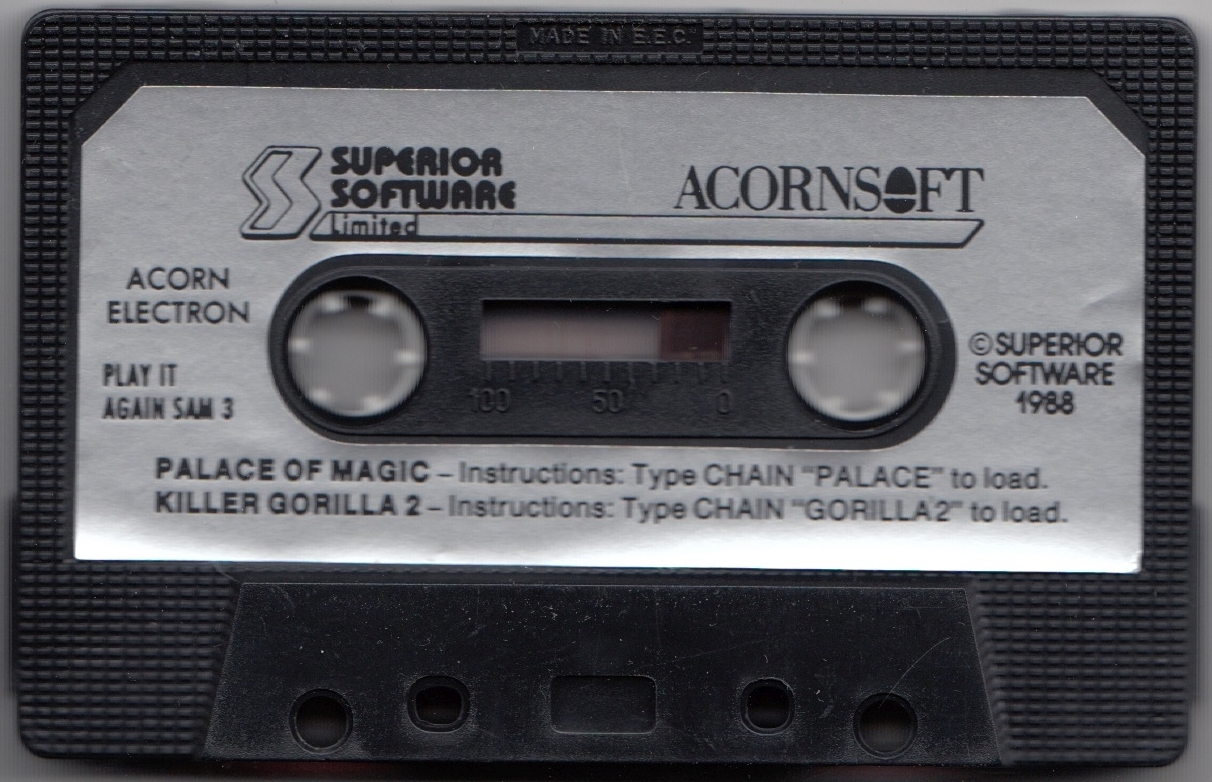 MADE IN E.E.C.
SUPERIOR
SOFTWARE
Limited
ACORNSOFT
ACORN
ELECTRON
PLAY IT
AGAIN SAM 3
100 50 0
©SUPERIOR
SOFTWARE
1988
PALACE OF MAGIC – Instructions: Type CHAIN "PALACE" to load.
KILLER GORILLA 2 – Instructions: Type CHAIN "GORILLA2" to load.